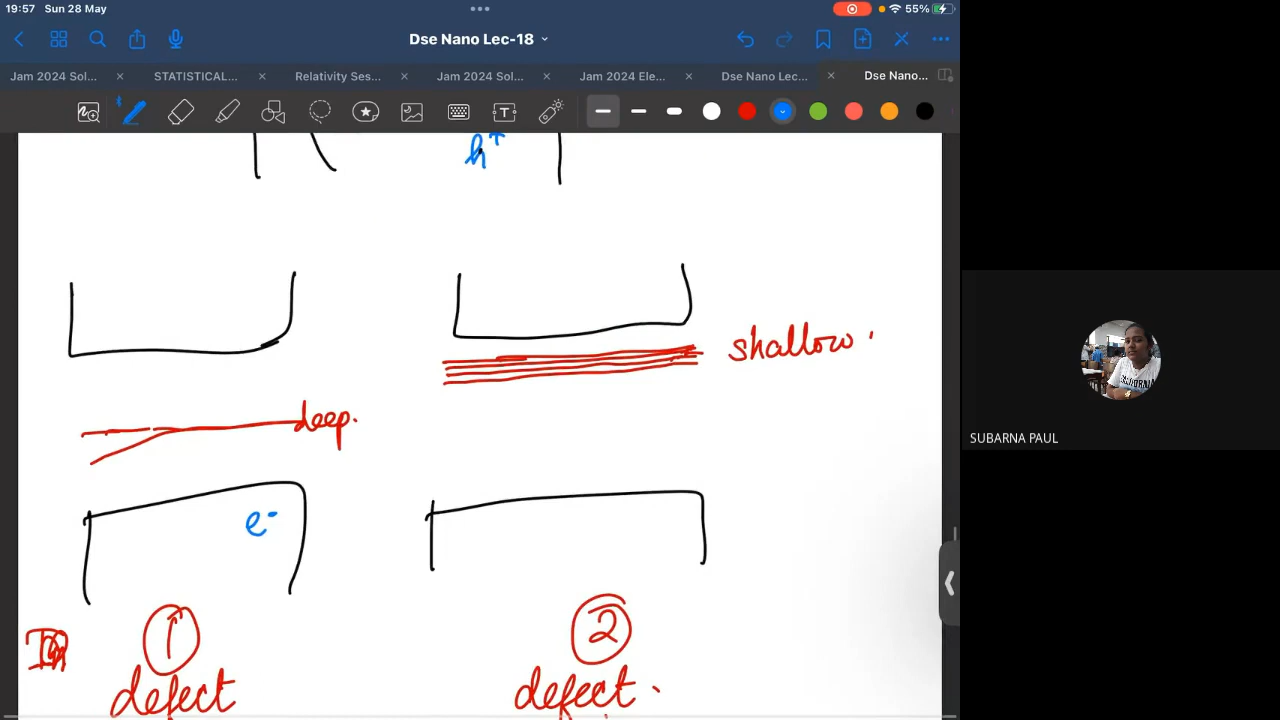 19:57 Sun 28 May
55%
Dse Nano Lec-18
Jam 2024 Sol...
STATISTICAL...
Relativity Ses...
Jam 2024 Sol...
Jam 2024 Ele...
Dse Nano Lec...
Dse Nano...
h+
shallow.
deep.
e-
1
2
defect
defect.
SUBARNA PAUL